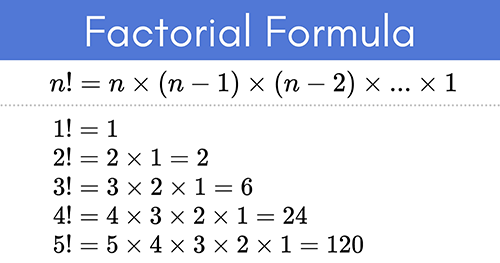 Factorial Formula
n! = n × (n − 1) × (n − 2) × ... × 1
1! = 1
2! = 2 × 1 = 2
3! = 3 × 2 × 1 = 6
4! = 4 × 3 × 2 × 1 = 24
5! = 5 × 4 × 3 × 2 × 1 = 120